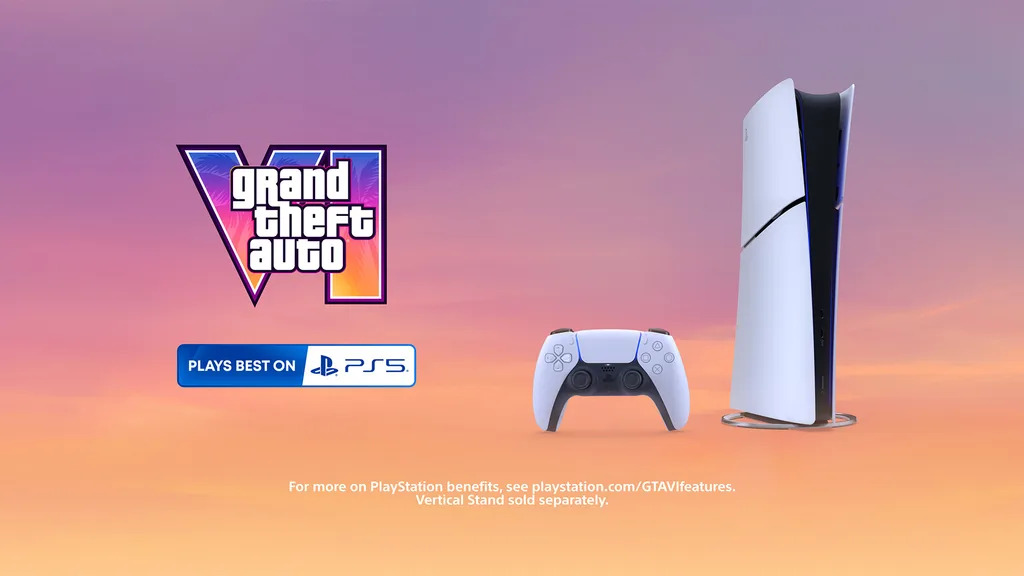 VI
grand
theft
auto
PLAYS BEST ON PS5
For more on PlayStation benefits, see playstation.com/GTAVIfeatures.
Vertical Stand sold separately.